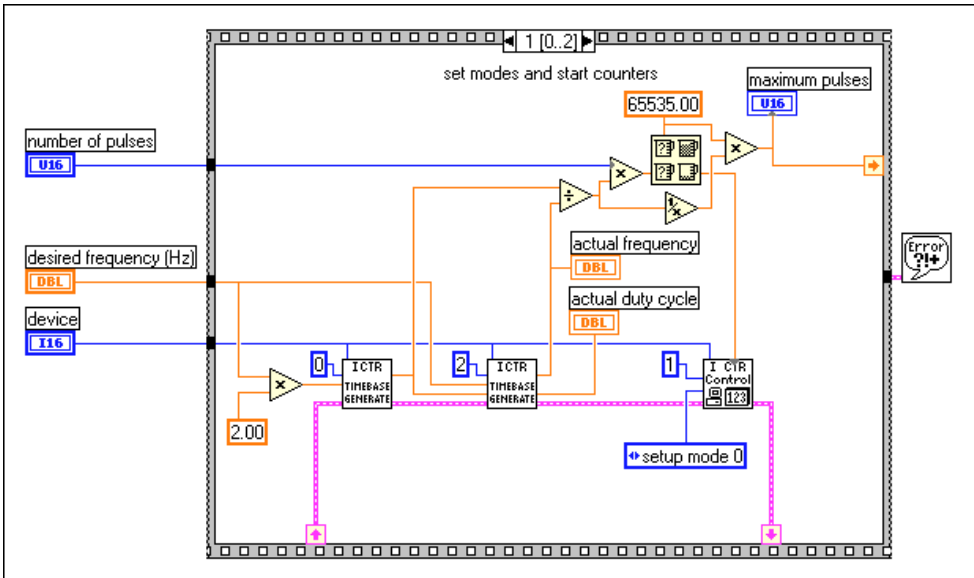 1 [0..2]
set modes and start counters
maximum pulses
U16
65535.00
number of pulses
U16
x
x
÷
1/x
desired frequency (Hz)
DBL
actual frequency
DBL
Error
?!+
actual duty cycle
DBL
device
I16
0
ICTR
TIMEBASE
GENERATE
2
ICTR
TIMEBASE
GENERATE
1
I CTR
Control
123
x
2.00
setup mode 0